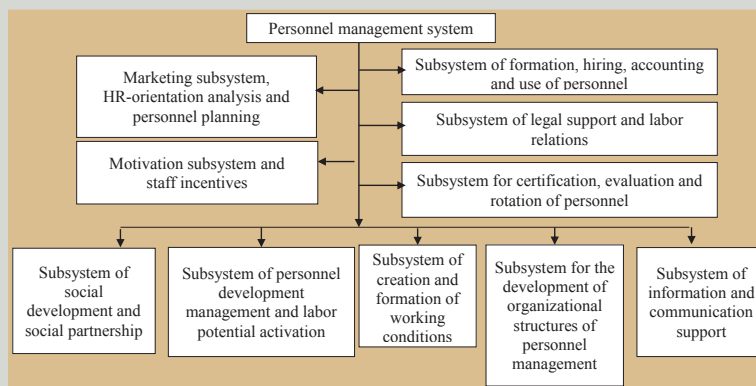 Personnel management system
Marketing subsystem,
HR-orientation analysis and
personnel planning
Subsystem of formation, hiring, accounting
and use of personnel
Subsystem of legal support and labor
relations
Motivation subsystem and
staff incentives
Subsystem for certification, evaluation and
rotation of personnel
Subsystem of
social
development and
social partnership
Subsystem of personnel
development
management and labor
potential activation
Subsystem of
creation and
formation of
working
conditions
Subsystem for the
development of
organizational
structures of
personnel
management
Subsystem of
information and
communication
support